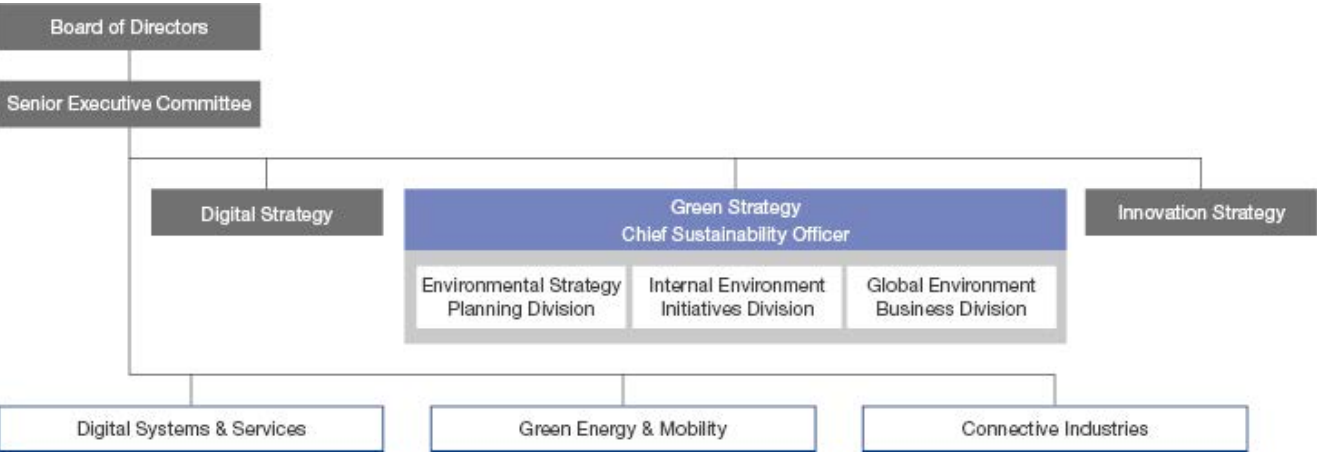 Board of Directors
Senior Executive Committee
Digital Strategy
Green Strategy
Chief Sustainability Officer
Innovation Strategy
Environmental Strategy
Planning Division
Internal Environment
Initiatives Division
Global Environment
Business Division
Digital Systems & Services
Green Energy & Mobility
Connective Industries